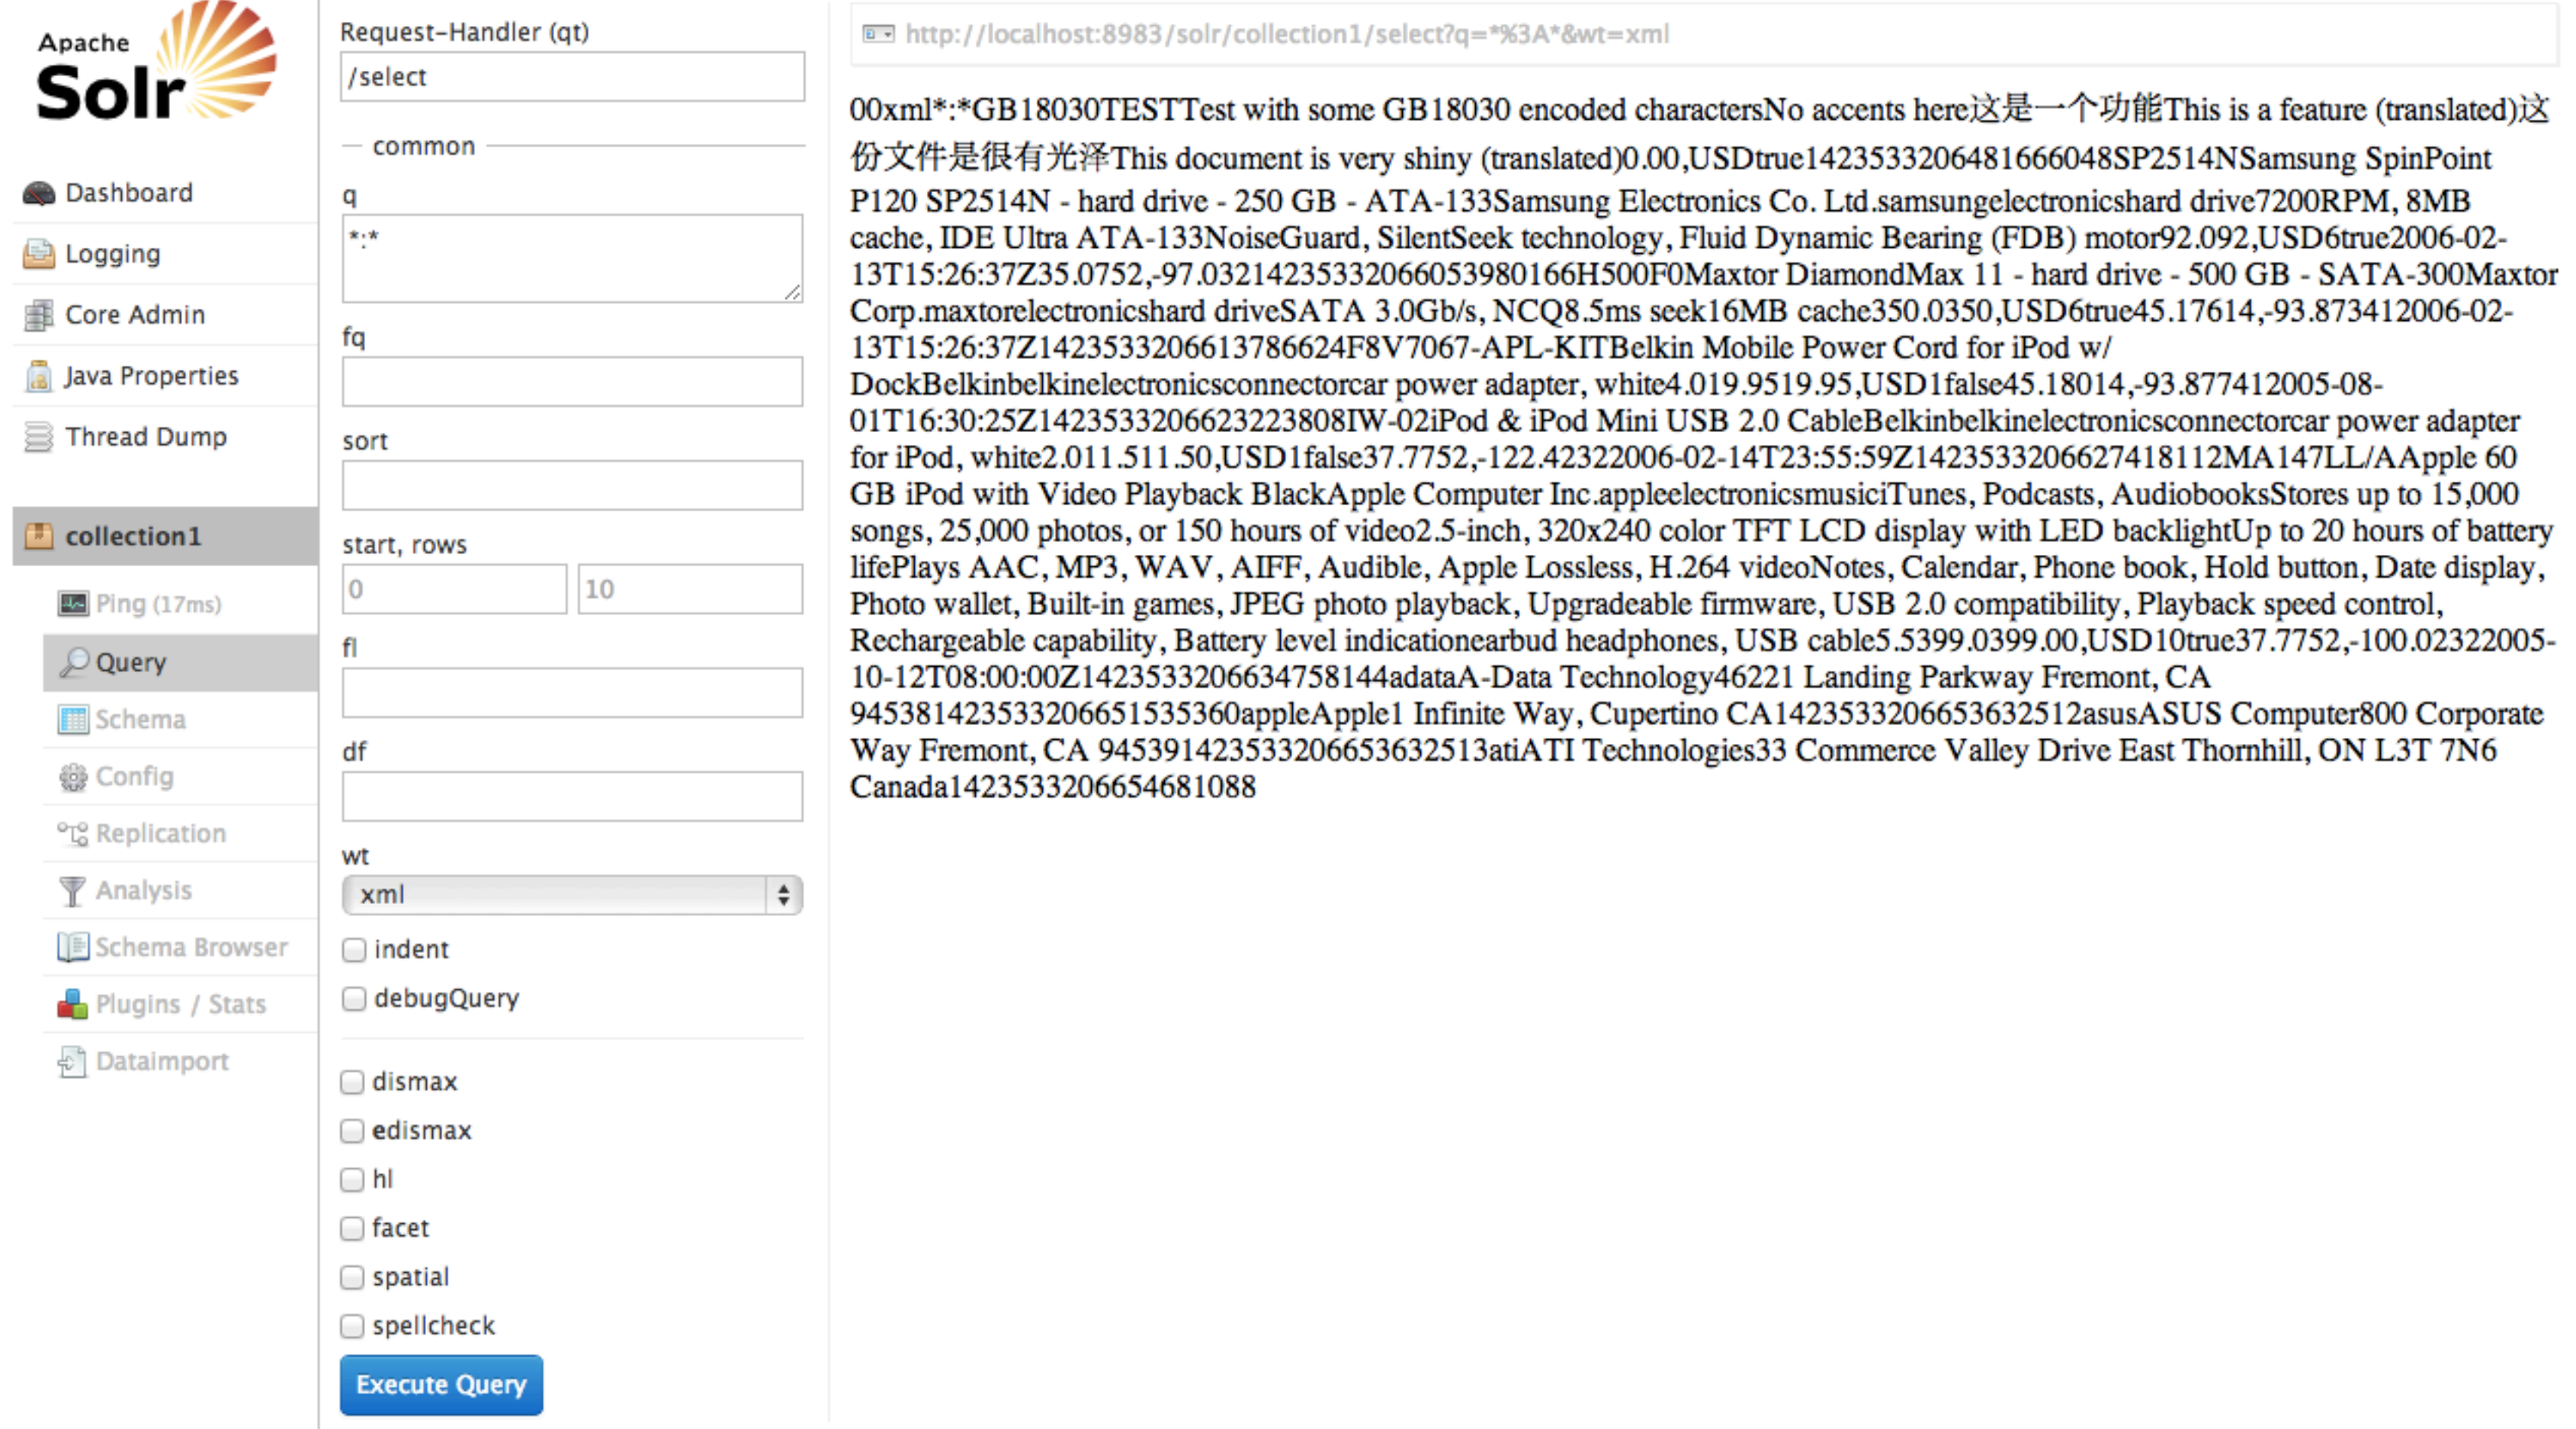 Apache
Solr
Dashboard
Logging
Core Admin
Java Properties
Thread Dump
collection1
Ping (17ms)
Query
Schema
Config
Replication
Analysis
Schema Browser
Plugins / Stats
Dataimport
Request-Handler (qt)
/select
common
q
*:*
fq
sort
start, rows
0 10
fl
df
wt
xml
indent
debugQuery
dismax
edismax
hl
facet
spatial
spellcheck
Execute Query
http://localhost:8983/solr/collection1/select?q=*%3A*&wt=xml
00xml*:*GB18030TESTTest with some GB18030 encoded charactersNo accents here这是一个功能This is a feature (translated)这
份文件是很有光泽This document is very shiny (translated)0.00,USDtrue1423533206481666048SP2514NSamsung SpinPoint
P120 SP2514N - hard drive - 250 GB - ATA-133Samsung Electronics Co. Ltd.samsungelectronicshard drive7200RPM, 8MB
cache, IDE Ultra ATA-133NoiseGuard, SilentSeek technology, Fluid Dynamic Bearing (FDB) motor92.092,USD6true2006-02-
13T15:26:37Z35.0752,-97.03214235332066053980166H500F0Maxtor DiamondMax 11 - hard drive - 500 GB - SATA-300Maxtor
Corp.maxtorelectronicshard driveSATA 3.0Gb/s, NCQ8.5ms seek16MB cache350.0350,USD6true45.17614,-93.873412006-02-
13T15:26:37Z1423533206613786624F8V7067-APL-KITBelkin Mobile Power Cord for iPod w/
DockBelkinbelkinelectronicsconnectorcar power adapter, white4.019.9519.95,USD1false45.18014,-93.877412005-08-
01T16:30:25Z1423533206623223808IW-02iPod & iPod Mini USB 2.0 CableBelkinbelkinelectronicsconnectorcar power adapter
for iPod, white2.011.511.50,USD1false37.7752,-122.42322006-02-14T23:55:59Z1423533206627418112MA147LL/AApple 60
GB iPod with Video Playback BlackApple Computer Inc.appleelectronicsmusiciTunes, Podcasts, AudiobooksStores up to 15,000
songs, 25,000 photos, or 150 hours of video2.5-inch, 320x240 color TFT LCD display with LED backlightUp to 20 hours of battery
lifePlays AAC, MP3, WAV, AIFF, Audible, Apple Lossless, H.264 videoNotes, Calendar, Phone book, Hold button, Date display,
Photo wallet, Built-in games, JPEG photo playback, Upgradeable firmware, USB 2.0 compatibility, Playback speed control,
Rechargeable capability, Battery level indicationearbud headphones, USB cable5.5399.0399.00,USD10true37.7752,-100.02322005-
10-12T08:00:00Z1423533206634758144adataA-Data Technology46221 Landing Parkway Fremont, CA
945381423533206651535360appleApple1 Infinite Way, Cupertino CA1423533206653632512asusASUS Computer800 Corporate
Way Fremont, CA 945391423533206653632513atiATI Technologies33 Commerce Valley Drive East Thornhill, ON L3T 7N6
Canada1423533206654681088